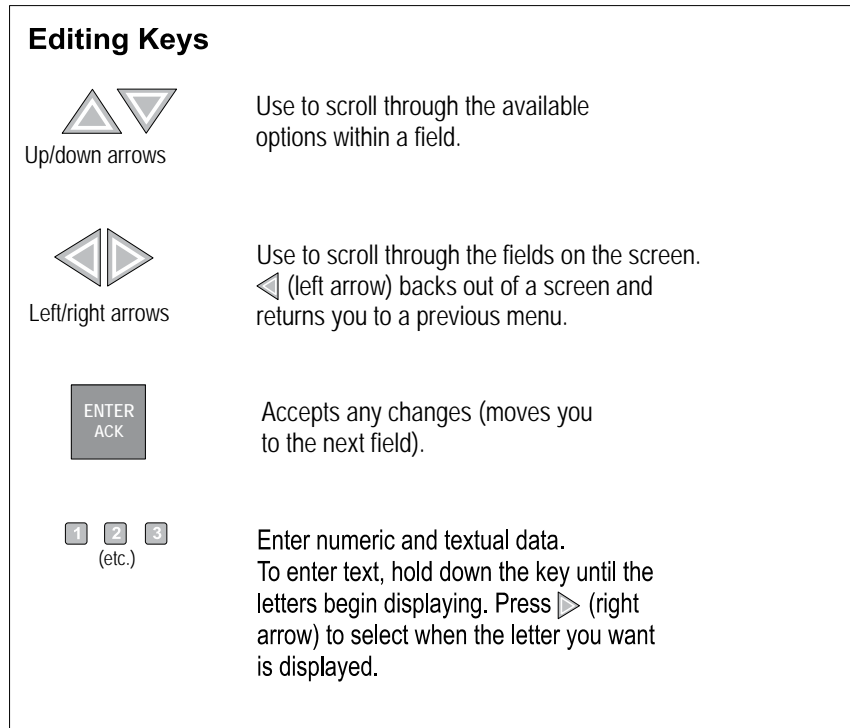 Editing Keys
Up/down arrows
Use to scroll through the available
options within a field.
Left/right arrows
Use to scroll through the fields on the screen.
(left arrow) backs out of a screen and
returns you to a previous menu.
ENTER
ACK
Accepts any changes (moves you
to the next field).
1 2 3
(etc.)
Enter numeric and textual data.
To enter text, hold down the key until the
letters begin displaying. Press (right
arrow) to select when the letter you want
is displayed.